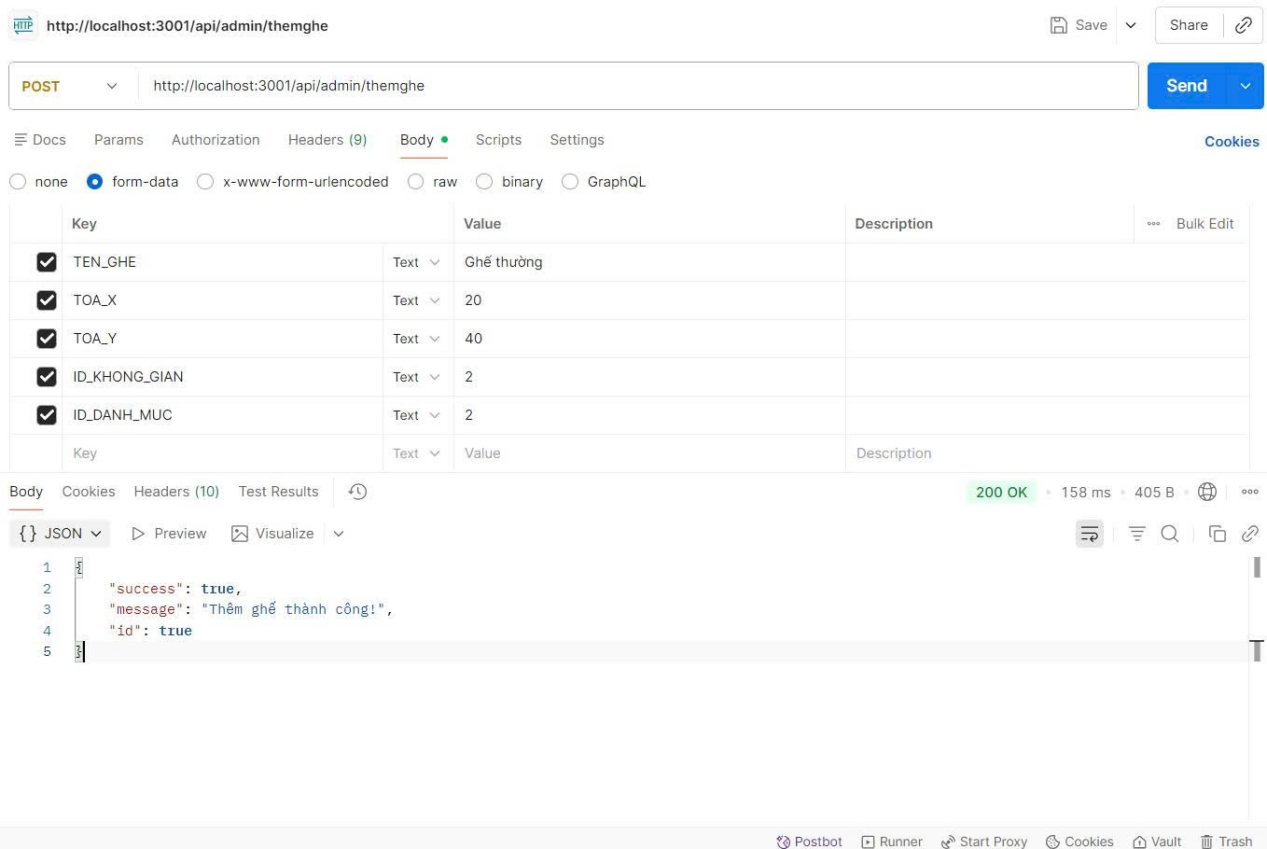 HTTP http://localhost:3001/api/admin/themghe Save Share
POST http://localhost:3001/api/admin/themghe Send
Docs Params Authorization Headers (9) Body Scripts Settings Cookies
none form-data x-www-form-urlencoded raw binary GraphQL
Key Value Description Bulk Edit
TEN_GHE Text Ghế thường
TOA_X Text 20
TOA_Y Text 40
ID_KHONG_GIAN Text 2
ID_DANH_MUC Text 2
Key Text Value Description
Body Cookies Headers (10) Test Results 200 OK • 158 ms • 405 B
{} JSON Preview Visualize
1 {
2 "success": true,
3 "message": "Thêm ghế thành công!",
4 "id": true
5 }
Postbot Runner Start Proxy Cookies Vault Trash